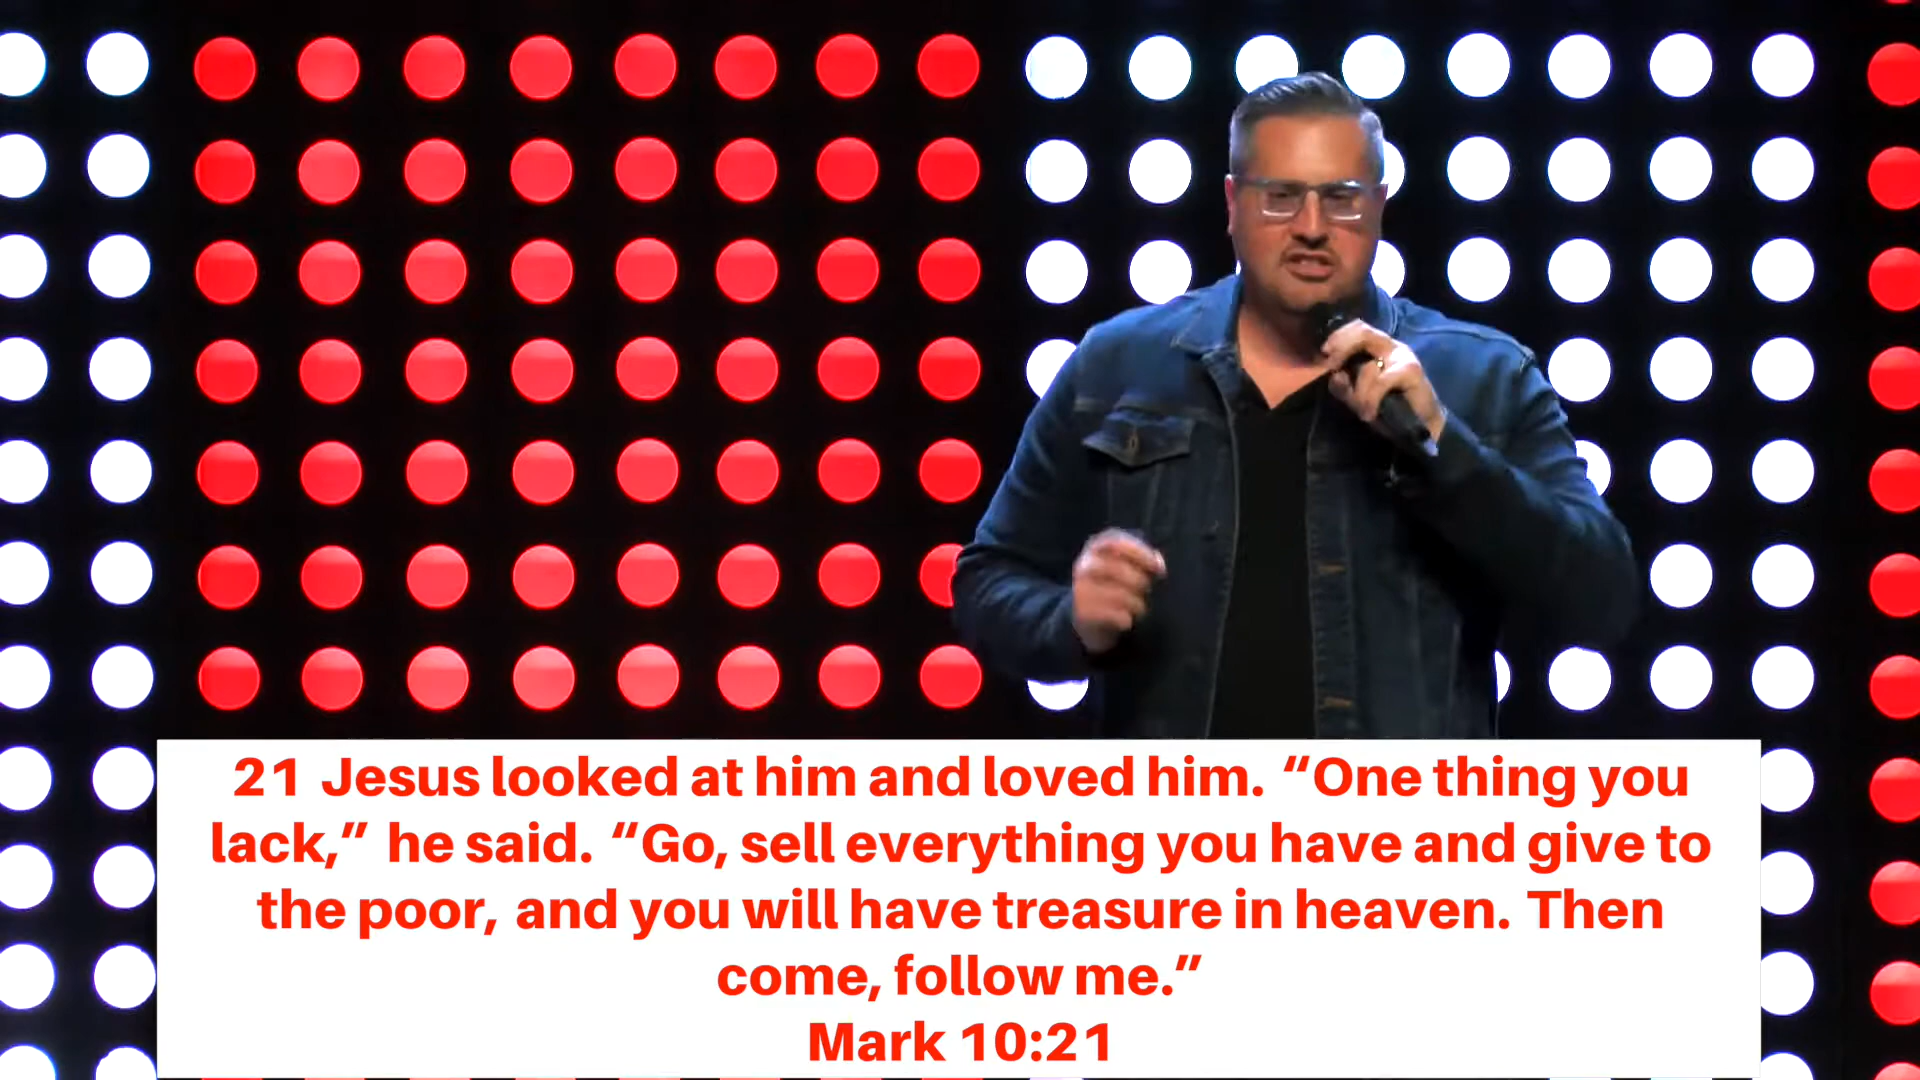 21 Jesus looked at him and loved him. “One thing you
lack,” he said. “Go, sell everything you have and give to
the poor, and you will have treasure in heaven. Then
come, follow me.”
Mark 10:21